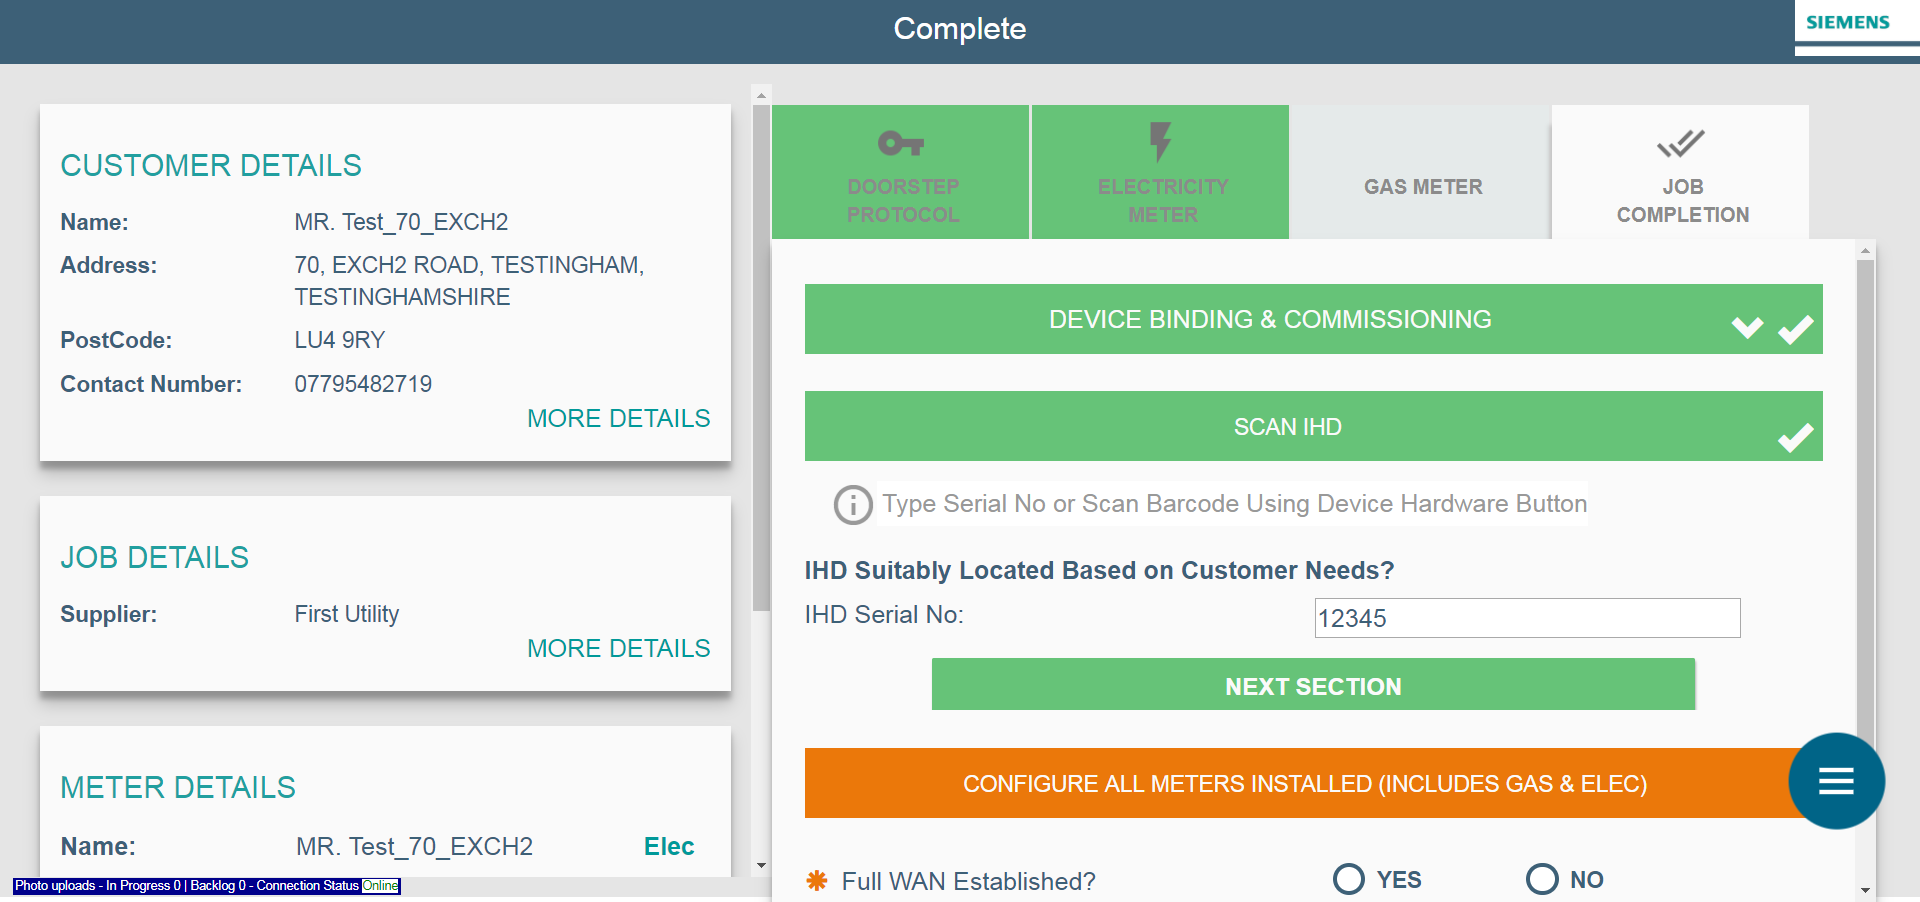 Complete
SIEMENS
CUSTOMER DETAILS
Name: MR. Test_70_EXCH2
Address: 70, EXCH2 ROAD, TESTINGHAM,
TESTINGHAMSHIRE
PostCode: LU4 9RY
Contact Number: 07795482719
MORE DETAILS
JOB DETAILS
Supplier: First Utility
MORE DETAILS
METER DETAILS
Name: MR. Test_70_EXCH2 Elec
Photo uploads - In Progress 0 | Backlog 0 - Connection Status Online
DOORSTEP
PROTOCOL
ELECTRICITY
METER
GAS METER
JOB
COMPLETION
DEVICE BINDING & COMMISSIONING
SCAN IHD
Type Serial No or Scan Barcode Using Device Hardware Button
IHD Suitably Located Based on Customer Needs?
IHD Serial No: 12345
NEXT SECTION
CONFIGURE ALL METERS INSTALLED (INCLUDES GAS & ELEC)
Full WAN Established? YES NO